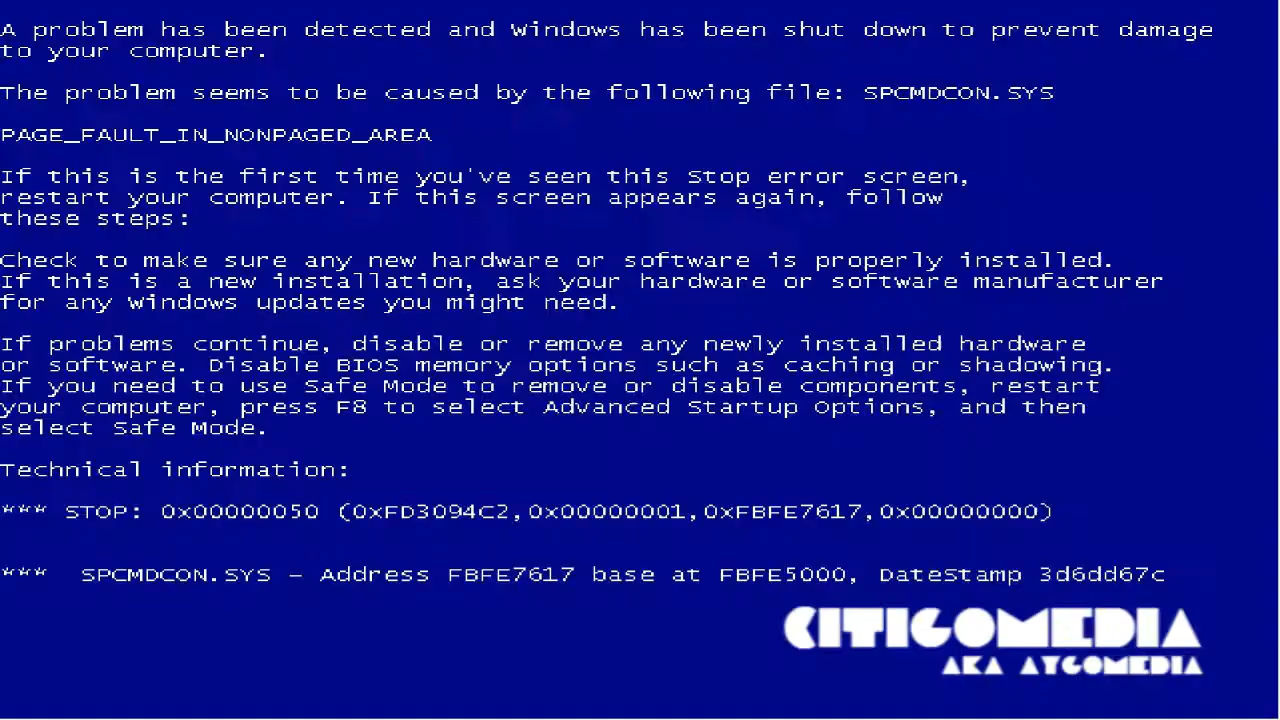 A problem has been detected and Windows has been shut down to prevent damage
to your computer.
The problem seems to be caused by the following file: SPCMDCON.SYS
PAGE_FAULT_IN_NONPAGED_AREA
If this is the first time you've seen this Stop error screen,
restart your computer. If this screen appears again, follow
these steps:
Check to make sure any new hardware or software is properly installed.
If this is a new installation, ask your hardware or software manufacturer
for any Windows updates you might need.
If problems continue, disable or remove any newly installed hardware
or software. Disable BIOS memory options such as caching or shadowing.
If you need to use Safe Mode to remove or disable components, restart
your computer, press F8 to select Advanced Startup Options, and then
select Safe Mode.
Technical information:
*** STOP: 0x00000050 (0xFD3094C2,0x00000001,0xFBFE7617,0x00000000)
*** SPCMDCON.SYS - Address FBFE7617 base at FBFE5000, DateStamp 3d6dd67c
CITIGOMEDIA
AKA AYGOMEDIA